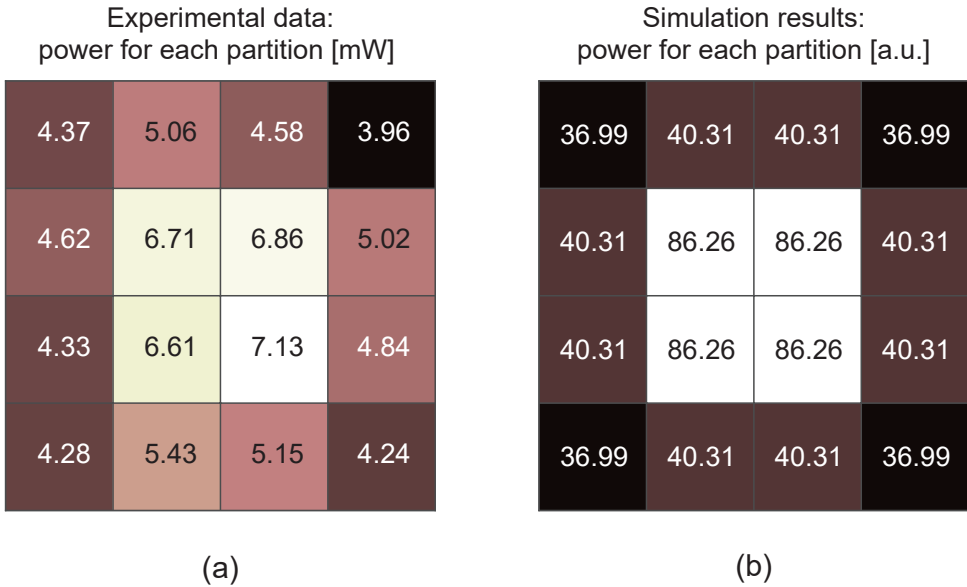 Experimental data:
power for each partition [mW]
4.37 5.06 4.58 3.96
4.62 6.71 6.86 5.02
4.33 6.61 7.13 4.84
4.28 5.43 5.15 4.24
(a)
Simulation results:
power for each partition [a.u.]
36.99 40.31 40.31 36.99
40.31 86.26 86.26 40.31
40.31 86.26 86.26 40.31
36.99 40.31 40.31 36.99
(b)